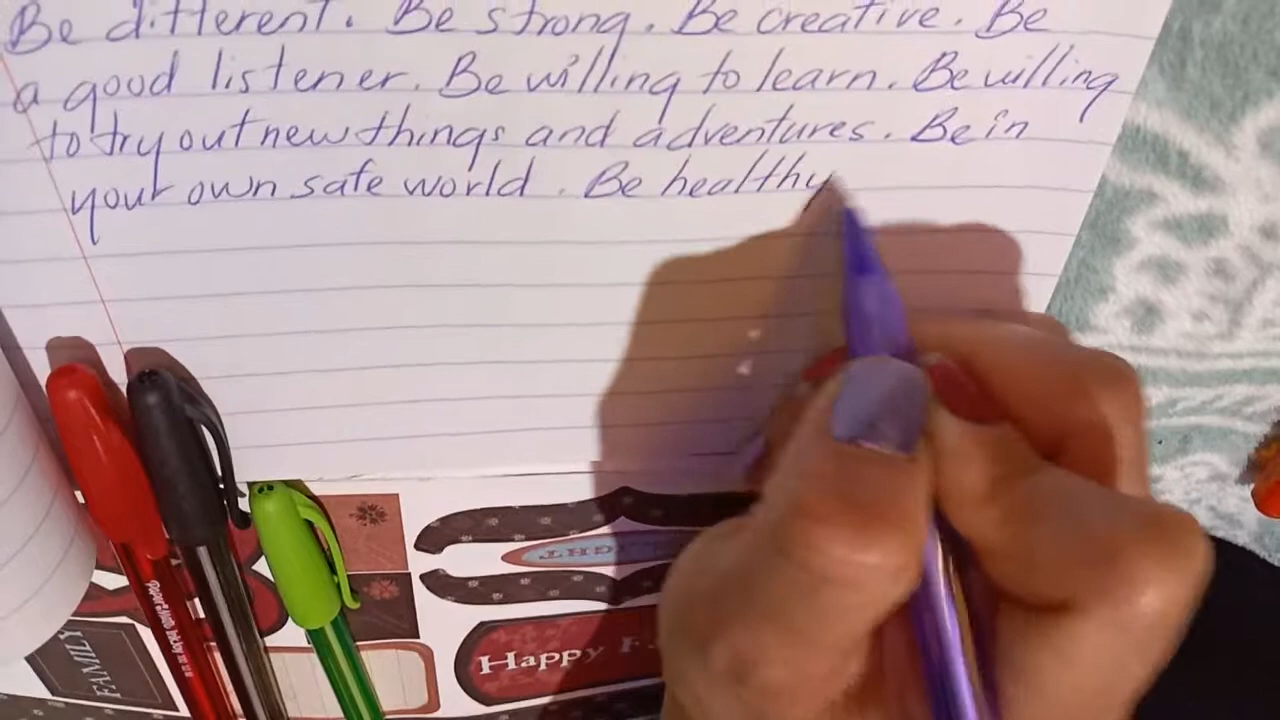 Be different. Be strong. Be creative. Be
a good listener. Be willing to learn. Be willing
to try out new things and adventures. Be in
your own safe world. Be healthy
FAMILY
Happy